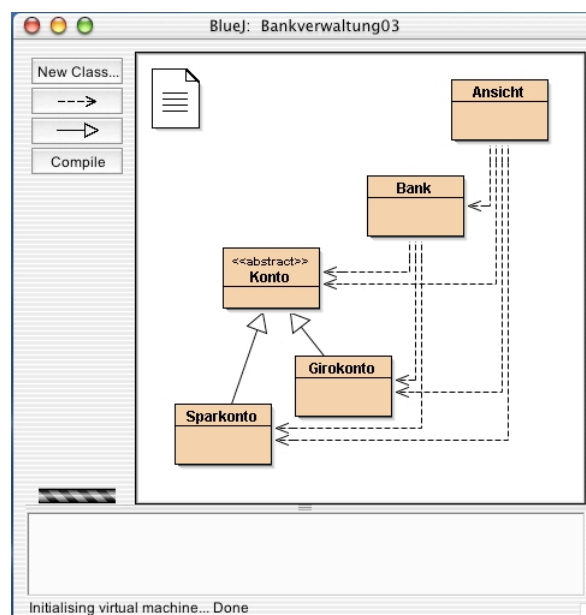 BlueJ: Bankverwaltung03
New Class...
Compile
Ansicht
Bank
<<abstract>>
Konto
Girokonto
Sparkonto
Initialising virtual machine... Done